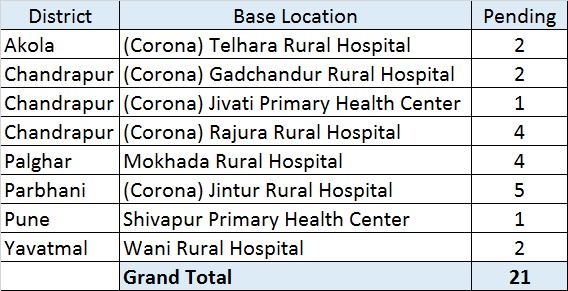 District Base Location Pending
Akola (Corona) Telhara Rural Hospital 2
Chandrapur (Corona) Gadchandur Rural Hospital 2
Chandrapur (Corona) Jivati Primary Health Center 1
Chandrapur (Corona) Rajura Rural Hospital 4
Palghar Mokhada Rural Hospital 4
Parbhani (Corona) Jintur Rural Hospital 5
Pune Shivapur Primary Health Center 1
Yavatmal Wani Rural Hospital 2
Grand Total 21